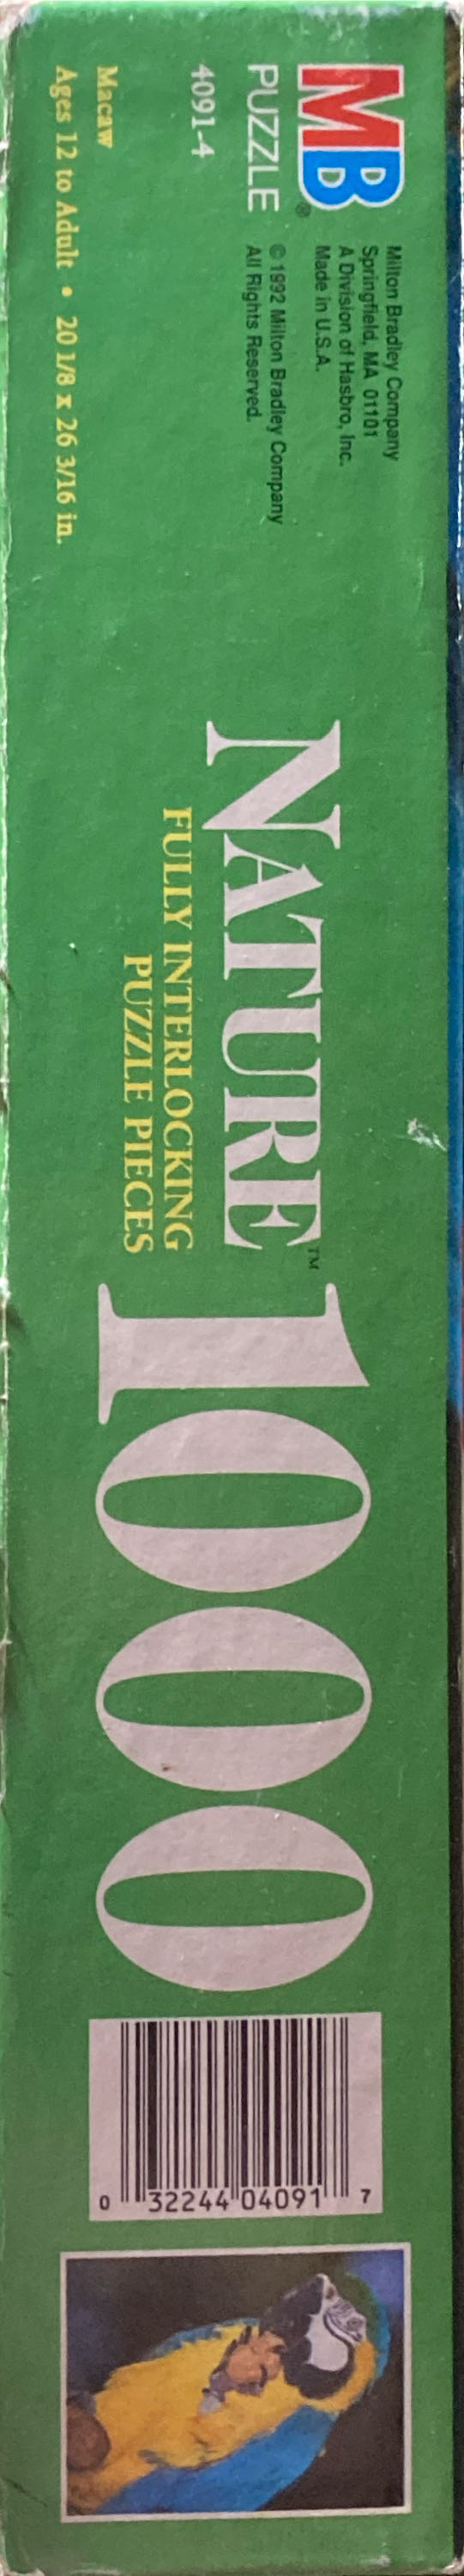 MB®
PUZZLE
4091-4
Milton Bradley Company
Springfield, MA 01101
A Division of Hasbro, Inc.
Made in U.S.A.
©1992 Milton Bradley Company
All Rights Reserved.
Macaw
Ages 12 to Adult • 20 1/8 x 26 3/16 in.
NATURE™
FULLY INTERLOCKING
PUZZLE PIECES
1000
0 32244 04091 7